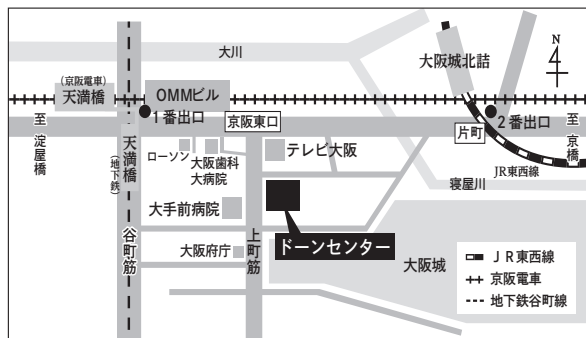 大川
大阪城北詰
N
(京阪電車)
天満橋
OMMビル
至淀屋橋
1番出口
京阪東口
片町
2番出口
至京橋
天満橋
(地下鉄)
ローソン
大阪歯科
大病院
テレビ大阪
JR東西線
寝屋川
大手前病院
ドーンセンター
谷町筋
大阪府庁
上町筋
大阪城
JR東西線
京阪電車
地下鉄谷町線